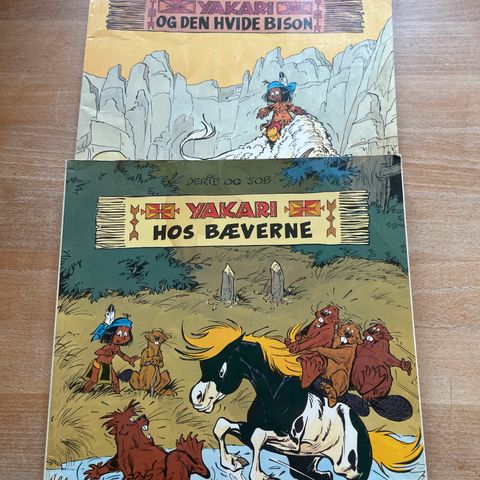 YAKARI
OG DEN HVIDE BISON
DERIB OG JOB
YAKARI
HOS BÆVERNE